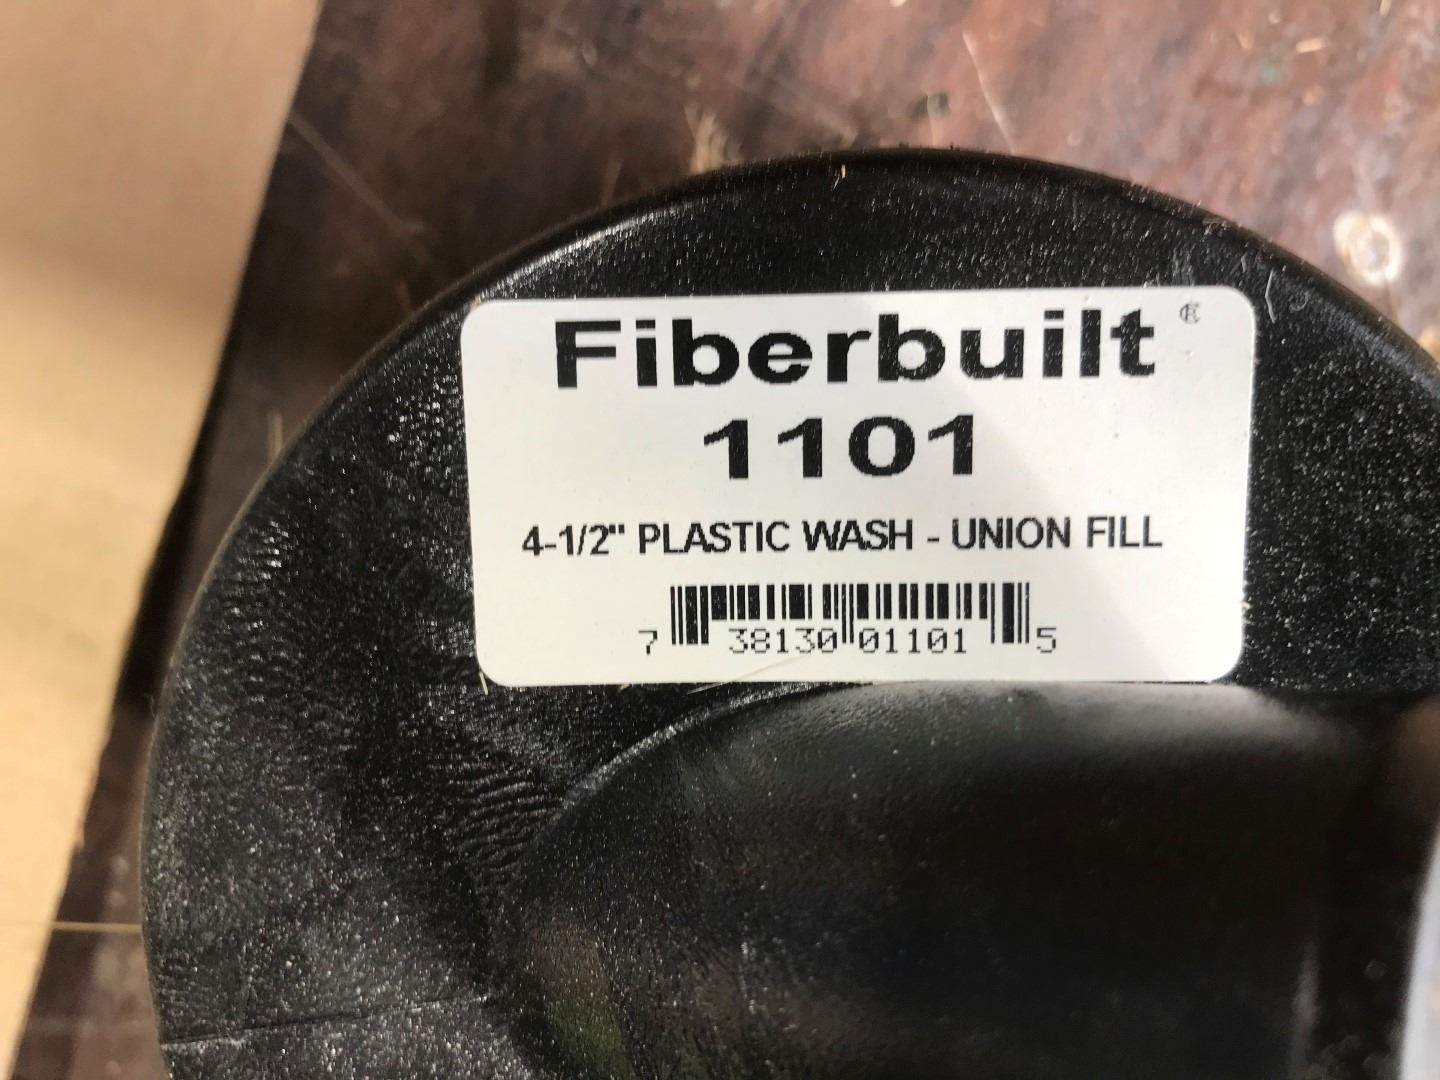 Fiberbuilt®
1101
4-1/2" PLASTIC WASH - UNION FILL
7 38130 01101 5